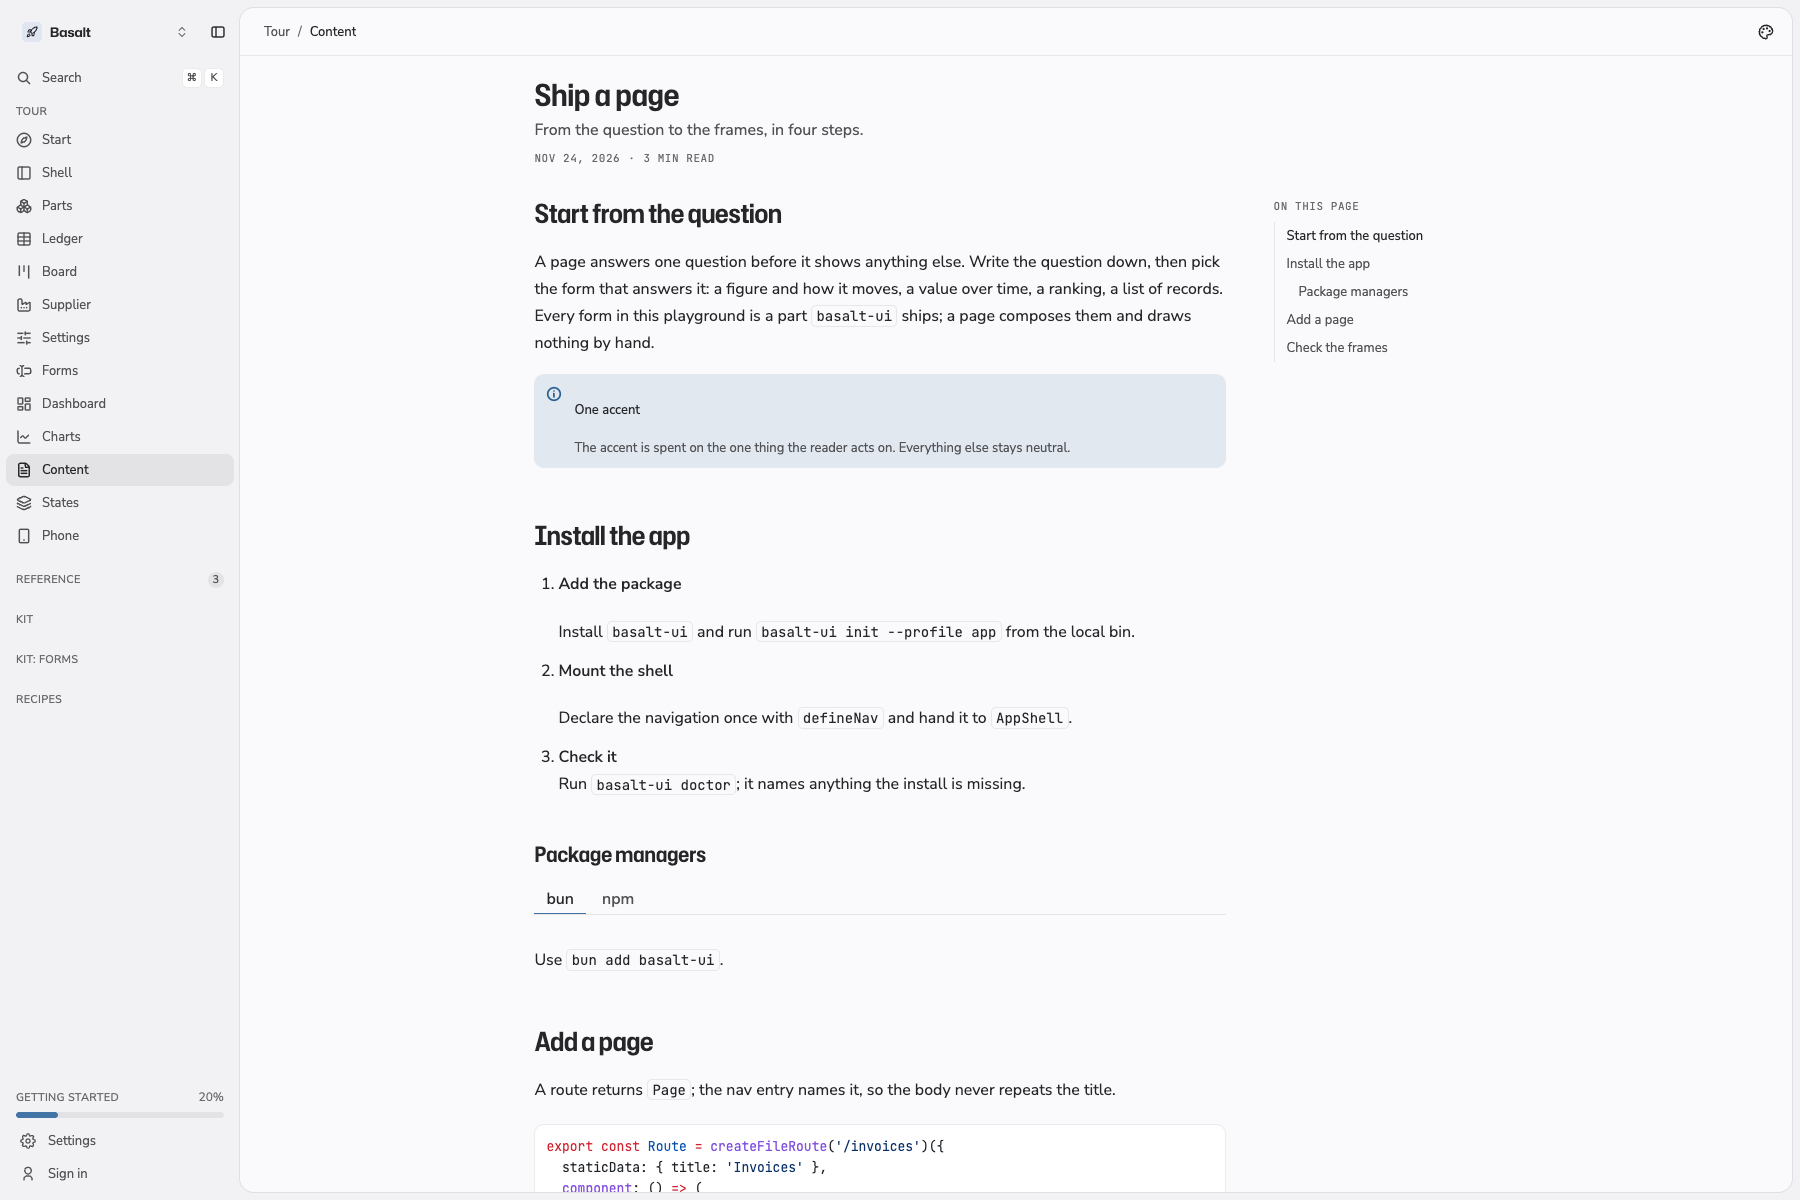 Basalt
Search ⌘ K
TOUR
Start
Shell
Parts
Ledger
Board
Supplier
Settings
Forms
Dashboard
Charts
Content
States
Phone
REFERENCE 3
KIT
KIT: FORMS
RECIPES
GETTING STARTED 20%
Settings
Sign in
Tour / Content
Ship a page
From the question to the frames, in four steps.
NOV 24, 2026 · 3 MIN READ
Start from the question
A page answers one question before it shows anything else. Write the question down, then pick
the form that answers it: a figure and how it moves, a value over time, a ranking, a list of records.
Every form in this playground is a part basalt-ui ships; a page composes them and draws
nothing by hand.
One accent
The accent is spent on the one thing the reader acts on. Everything else stays neutral.
Install the app
1. Add the package
Install basalt-ui and run basalt-ui init --profile app from the local bin.
2. Mount the shell
Declare the navigation once with defineNav and hand it to AppShell.
3. Check it
Run basalt-ui doctor; it names anything the install is missing.
Package managers
bun npm
Use bun add basalt-ui.
Add a page
A route returns Page; the nav entry names it, so the body never repeats the title.
export const Route = createFileRoute('/invoices')({
staticData: { title: 'Invoices' },
component: () => (
ON THIS PAGE
Start from the question
Install the app
Package managers
Add a page
Check the frames